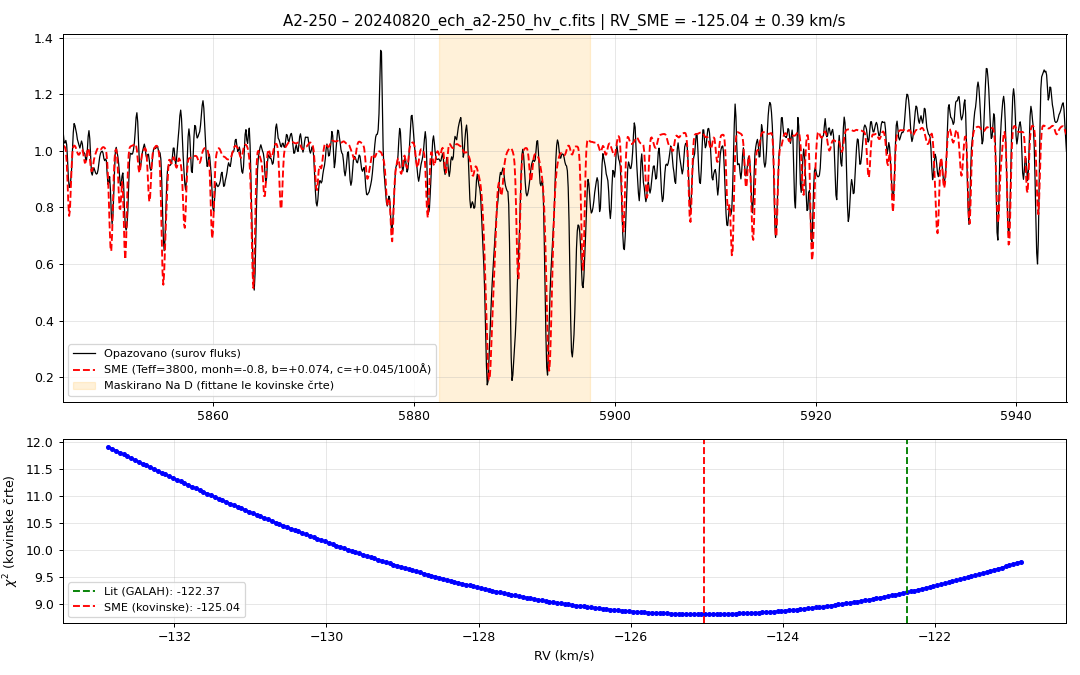 A2-250 – 20240820_ech_a2-250_hv_c.fits | RV_SME = -125.04 ± 0.39 km/s
1.4
1.2
1.0
0.8
0.6
0.4
0.2
Opazovano (surov fluks)
SME (Teff=3800, monh=-0.8, b=+0.074, c=+0.045/100Å)
Maskirano Na D (fittane le kovinske črte)
5860 5880 5900 5920 5940
12.0
11.5
11.0
10.5
10.0
9.5
9.0
χ² (kovinske črte)
Lit (GALAH): -122.37
SME (kovinske): -125.04
−132 −130 −128 −126 −124 −122
RV (km/s)